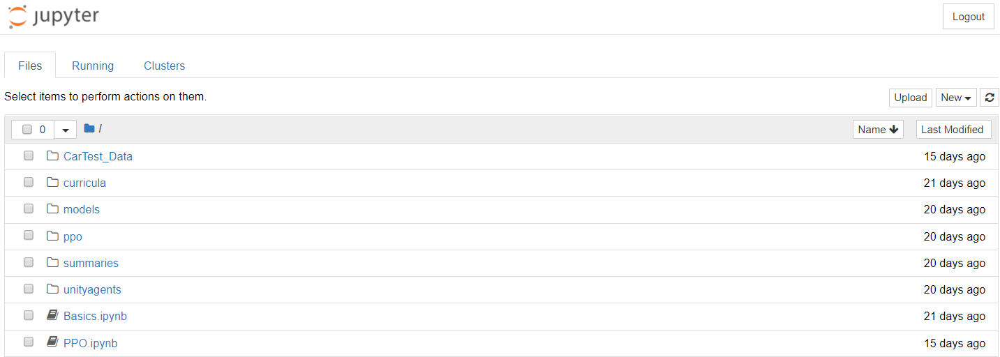 jupyter
Logout
Files Running Clusters
Select items to perform actions on them.
Upload New
0 / Name Last Modified
CarTest_Data 15 days ago
curricula 21 days ago
models 20 days ago
ppo 20 days ago
summaries 20 days ago
unityagents 20 days ago
Basics.ipynb 21 days ago
PPO.ipynb 15 days ago